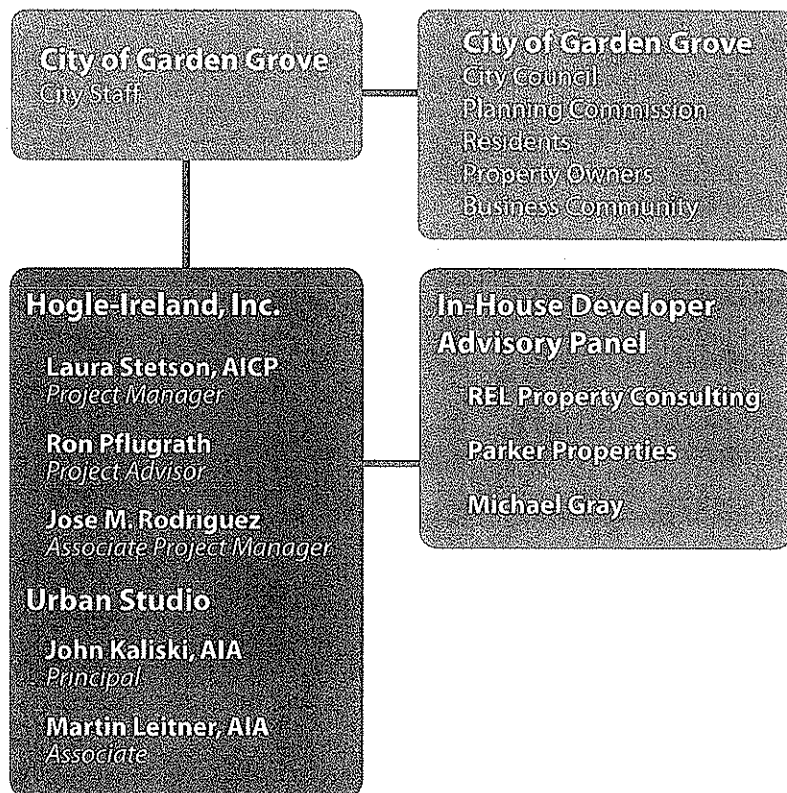 City of Garden Grove
City Staff
City of Garden Grove
City Council
Planning Commission
Residents
Property Owners
Business Community
Hogle-Ireland, Inc.
Laura Stetson, AICP
Project Manager
Ron Pflugrath
Project Advisor
Jose M. Rodriguez
Associate Project Manager
Urban Studio
John Kaliski, AIA
Principal
Martin Leitner, AIA
Associate
In-House Developer
Advisory Panel
REL Property Consulting
Parker Properties
Michael Gray